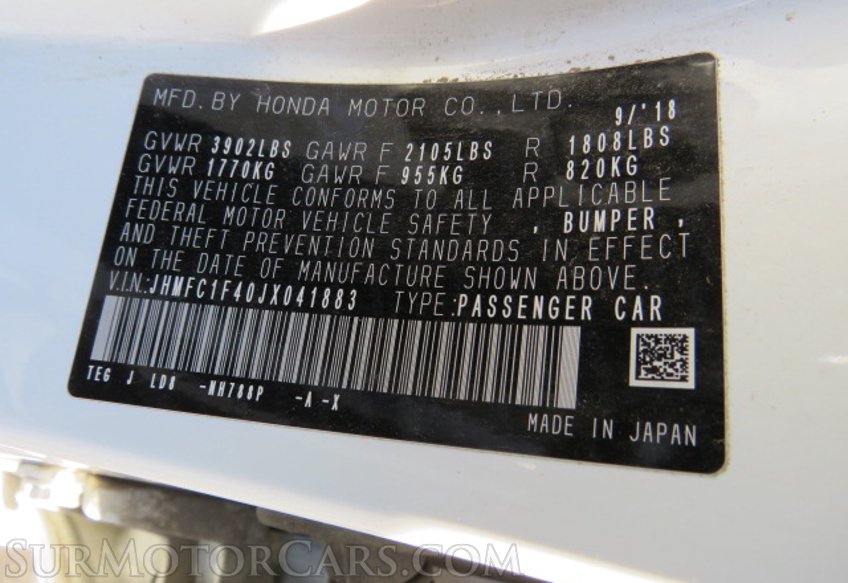 MFD. BY HONDA MOTOR CO., LTD. 9/'18
GVWR 3902LBS GAWR F 2105LBS R 1808LBS
GVWR 1770KG GAWR F 955KG R 820KG
THIS VEHICLE CONFORMS TO ALL APPLICABLE
FEDERAL MOTOR VEHICLE SAFETY , BUMPER ,
AND THEFT PREVENTION STANDARDS IN EFFECT
ON THE DATE OF MANUFACTURE SHOWN ABOVE.
V.I.N.:JHMFC1F40JX041883 TYPE:PASSENGER CAR
TEG J LD8 -NH788P -A -X
MADE IN JAPAN
SURMOTORCARS.COM